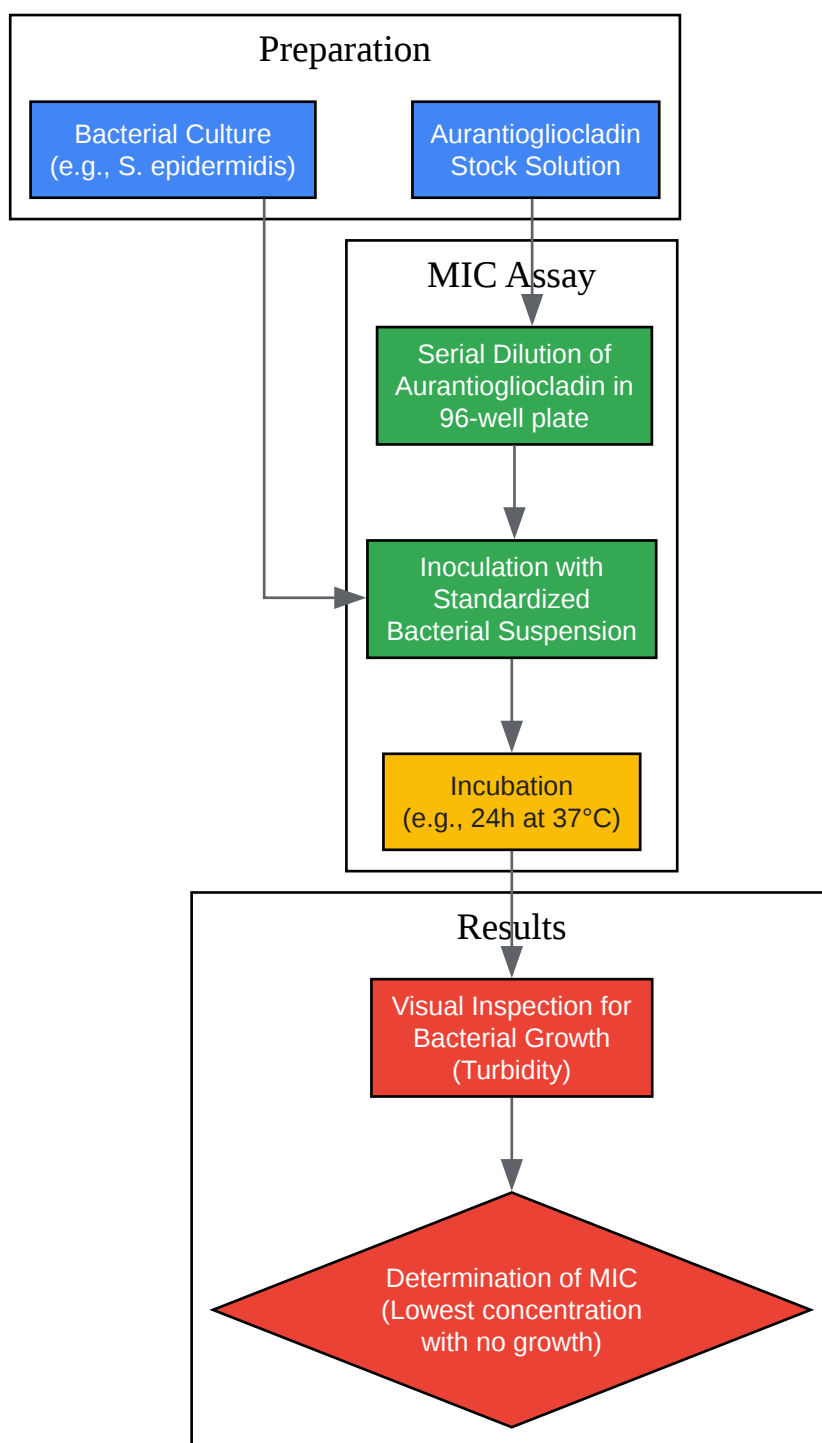 Preparation
Bacterial Culture
(e.g., S. epidermidis)
Aurantiogliocladin
Stock Solution
MIC Assay
Serial Dilution of
Aurantiogliocladin in
96-well plate
Inoculation with
Standardized
Bacterial Suspension
Incubation
(e.g., 24h at 37°C)
Results
Visual Inspection for
Bacterial Growth
(Turbidity)
Determination of MIC
(Lowest concentration
with no growth)